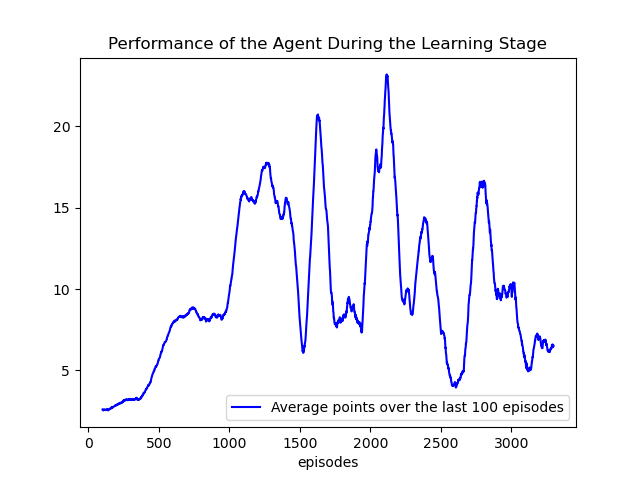 Performance of the Agent During the Learning Stage
20
15
10
5
Average points over the last 100 episodes
0 500 1000 1500 2000 2500 3000
episodes